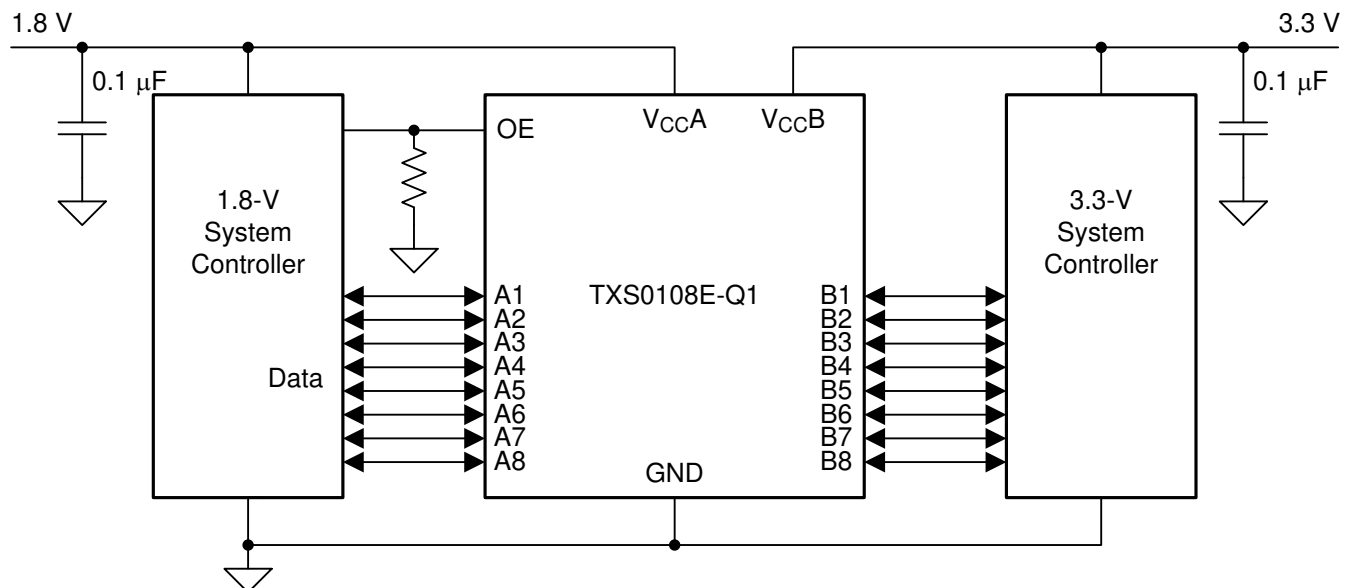 1.8 V
3.3 V
0.1 μF
0.1 μF
OE
VCCA
VCCB
1.8-V
System
Controller
3.3-V
System
Controller
TXS0108E-Q1
A1
A2
A3
A4
A5
A6
A7
A8
Data
B1
B2
B3
B4
B5
B6
B7
B8
GND